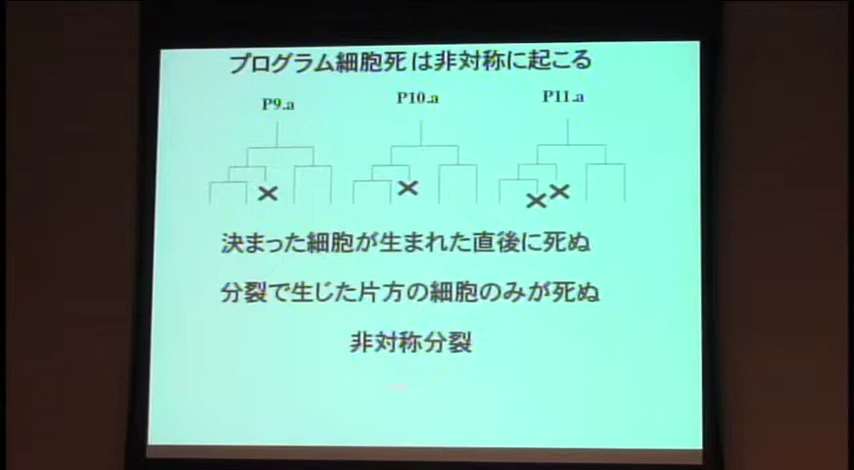 プログラム細胞死は非対称に起こる
P9.a P10.a P11.a
決まった細胞が生まれた直後に死ぬ
分裂で生じた片方の細胞のみが死ぬ
非対称分裂